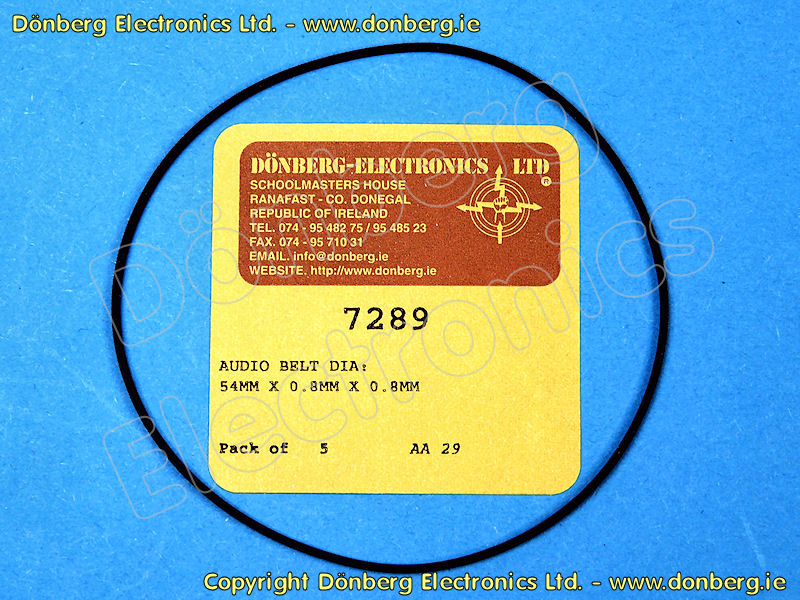 Dönberg Electronics Ltd. - www.donberg.ie
DÖNBERG-ELECTRONICS LTD ®
SCHOOLMASTERS HOUSE
RANAFAST - CO. DONEGAL
REPUBLIC OF IRELAND
TEL. 074 - 95 482 75 / 95 485 23
FAX. 074 - 95 710 31
EMAIL. info@donberg.ie
WEBSITE. http://www.donberg.ie
7289
AUDIO BELT DIA:
54MM X 0.8MM X 0.8MM
Pack of 5 AA 29
Dönberg
Electronics
Copyright Dönberg Electronics Ltd. - www.donberg.ie